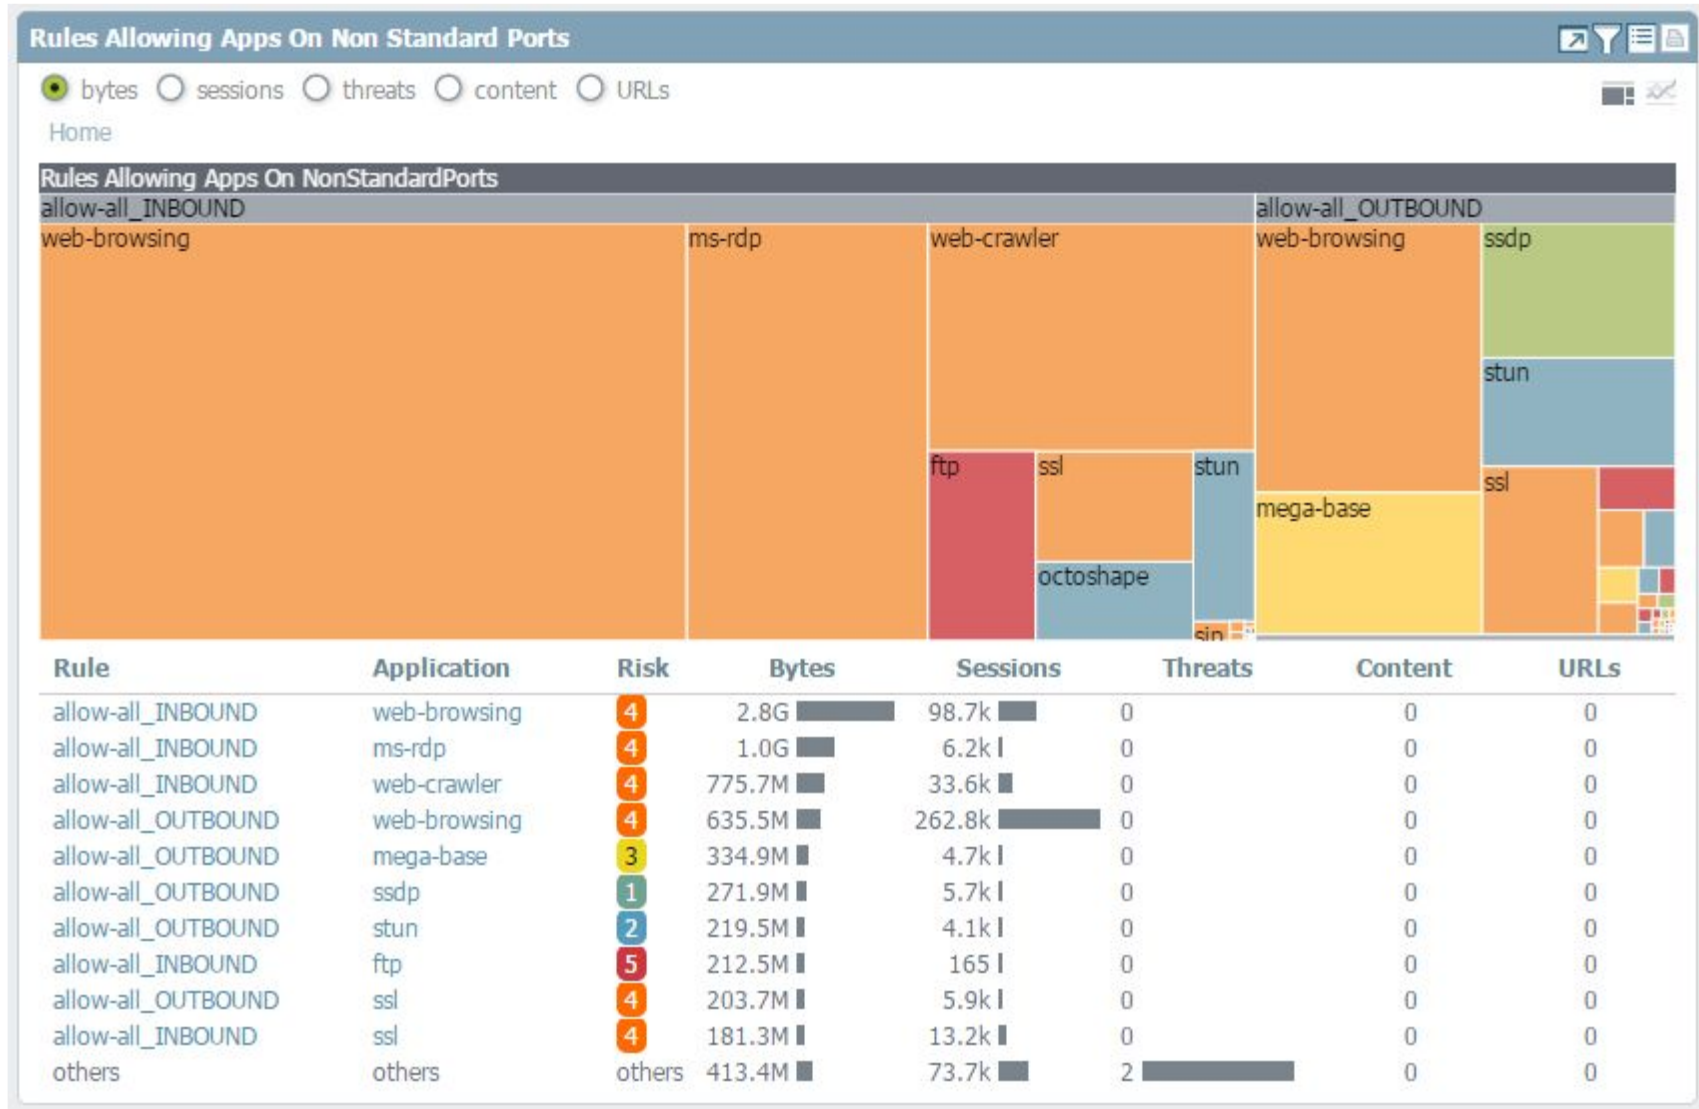 Rules Allowing Apps On Non Standard Ports
bytes sessions threats content URLs
Home
Rules Allowing Apps On NonStandardPorts
allow-all_INBOUND allow-all_OUTBOUND
web-browsing ms-rdp web-crawler web-browsing ssdp
stun
ftp ssl stun ssl
mega-base
octoshape
sip
Rule Application Risk Bytes Sessions Threats Content URLs
allow-all_INBOUND web-browsing 4 2.8G 98.7k 0 0 0
allow-all_INBOUND ms-rdp 4 1.0G 6.2k 0 0 0
allow-all_INBOUND web-crawler 4 775.7M 33.6k 0 0 0
allow-all_OUTBOUND web-browsing 4 635.5M 262.8k 0 0 0
allow-all_OUTBOUND mega-base 3 334.9M 4.7k 0 0 0
allow-all_OUTBOUND ssdp 1 271.9M 5.7k 0 0 0
allow-all_OUTBOUND stun 2 219.5M 4.1k 0 0 0
allow-all_INBOUND ftp 5 212.5M 165 0 0 0
allow-all_OUTBOUND ssl 4 203.7M 5.9k 0 0 0
allow-all_INBOUND ssl 4 181.3M 13.2k 0 0 0
others others others 413.4M 73.7k 2 0 0